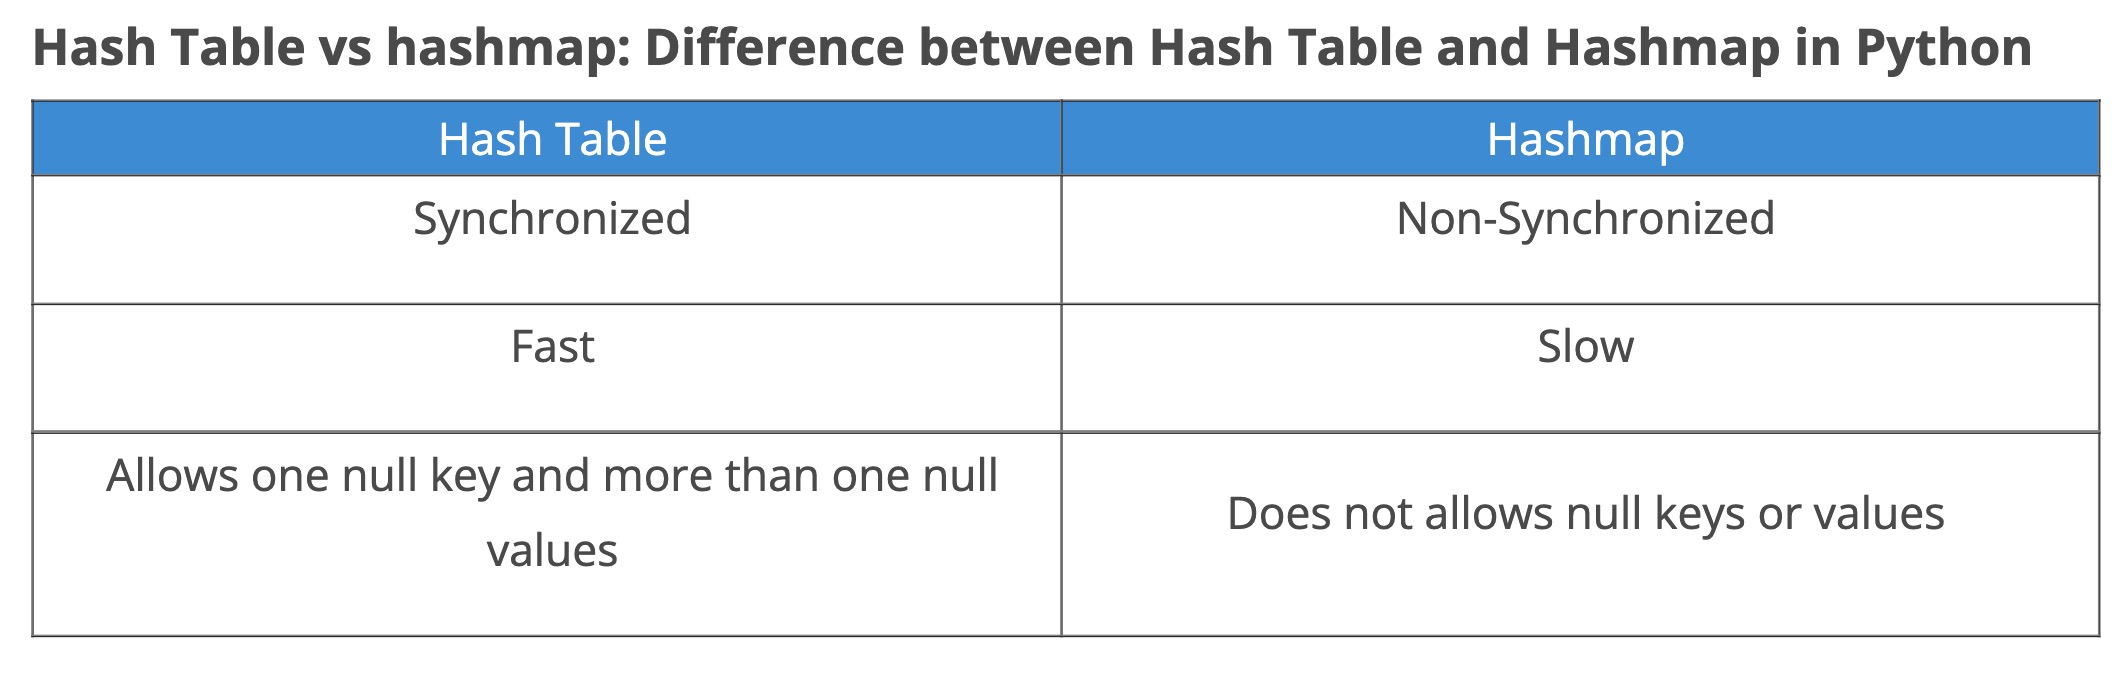 Hash Table vs hashmap: Difference between Hash Table and Hashmap in Python
Hash Table
Hashmap
Synchronized
Non-Synchronized
Fast
Slow
Allows one null key and more than one null
values
Does not allows null keys or values